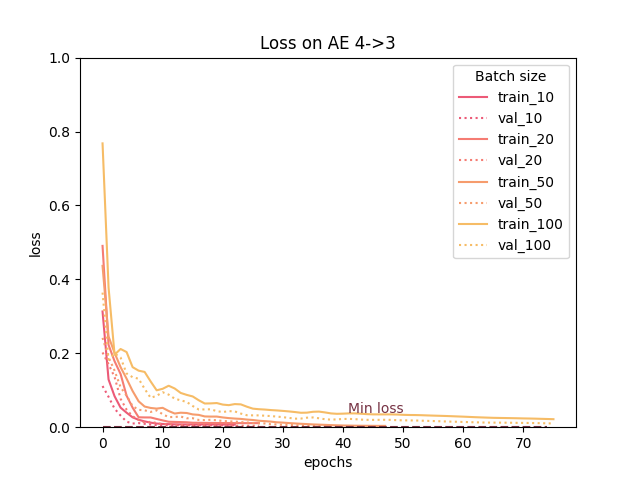 Loss on AE 4->3
1.0
0.8
0.6
0.4
0.2
0.0
loss
Batch size
train_10
val_10
train_20
val_20
train_50
val_50
train_100
val_100
Min loss
0 10 20 30 40 50 60 70
epochs